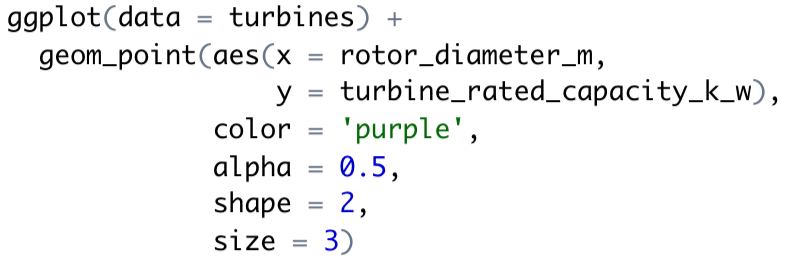 ggplot(data = turbines) +
  geom_point(aes(x = rotor_diameter_m,
                 y = turbine_rated_capacity_k_w),
             color = 'purple',
             alpha = 0.5,
             shape = 2,
             size = 3)